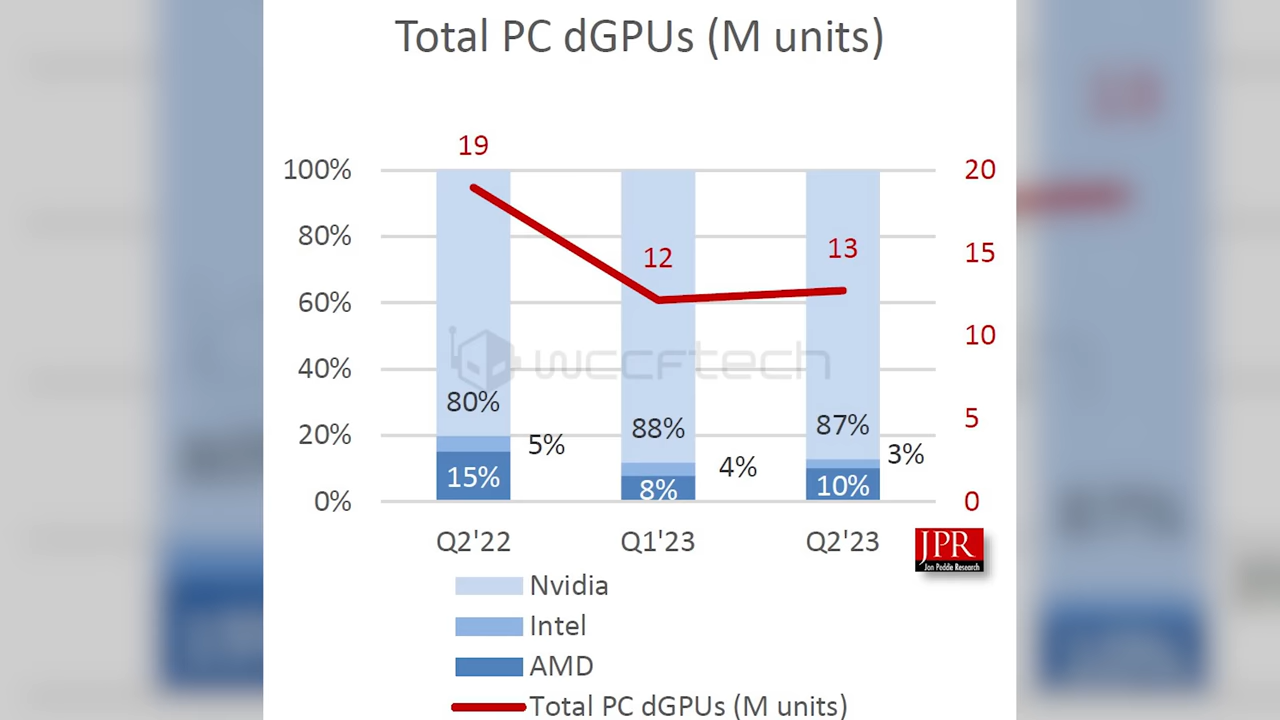 Total PC dGPUs (M units)
19
100%
20
80%
12
13
15
60%
10
wccftech
40%
80%
88%
87%
5
20%
5%
4%
3%
15%
8%
10%
0%
0
Q2'22
Q1'23
Q2'23
JPR
Jon Peddie Research
Nvidia
Intel
AMD
Total PC dGPUs (M units)